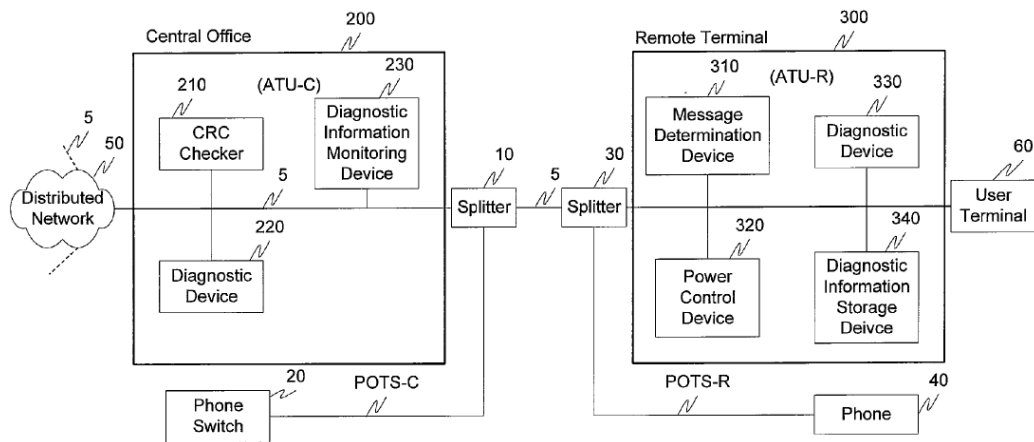 200
300
Central Office
Remote Terminal
230
310
(ATU-C)
(ATU-R)
210
330
5
50
CRC
Checker
Diagnostic
Information
Monitoring
Device
Message
Determination
Device
Diagnostic
Device
10
30
60
5
5
Distributed
Network
Splitter
Splitter
User
Terminal
220
320
340
Diagnostic
Device
Power
Control
Device
Diagnostic
Information
Storage
Deivce
20
POTS-C
POTS-R
40
Phone
Switch
Phone